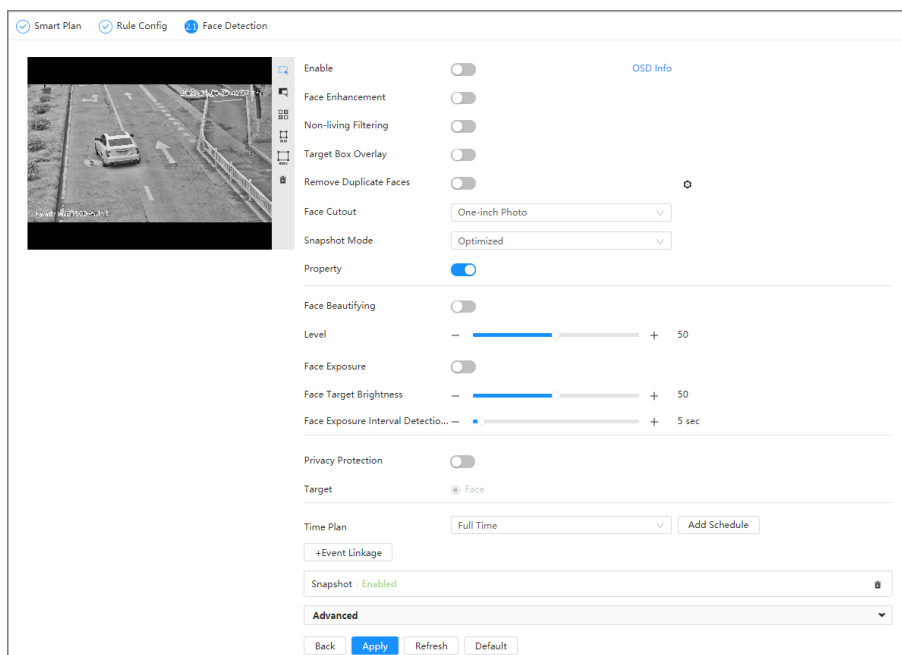 Smart Plan Rule Config 2.1 Face Detection
Enable OSD Info
Face Enhancement
Non-living Filtering
Target Box Overlay
Remove Duplicate Faces
Face Cutout One-inch Photo
Snapshot Mode Optimized
Property
Face Beautifying
Level − + 50
Face Exposure
Face Target Brightness − + 50
Face Exposure Interval Detectio... − + 5 sec
Privacy Protection
Target Face
Time Plan Full Time Add Schedule
+Event Linkage
Snapshot | Enabled
Advanced
Back Apply Refresh Default